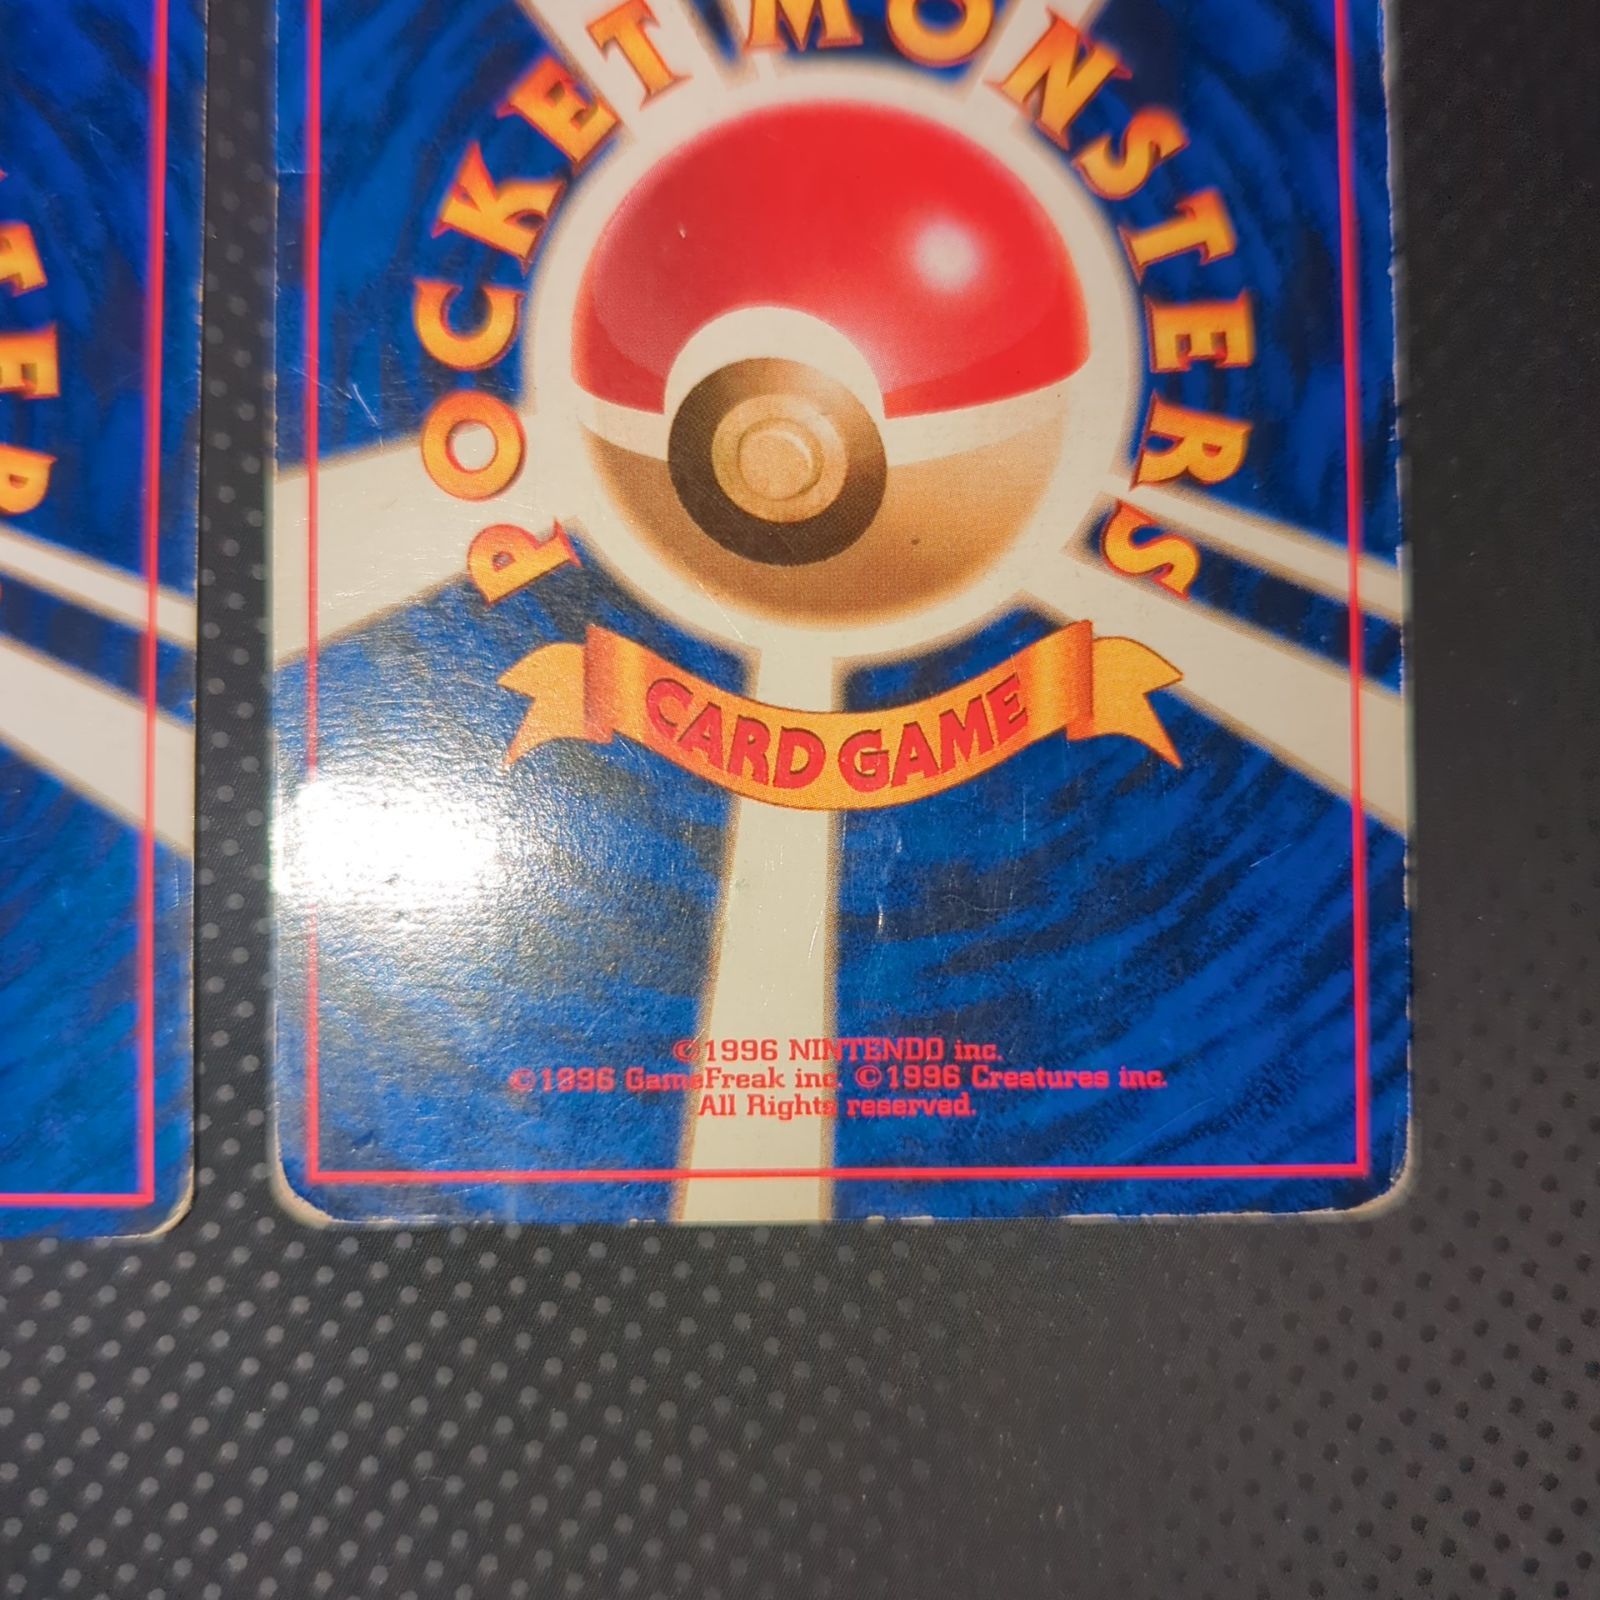 POCKET MONSTERS
CARD GAME
©1996 NINTENDO inc.
©1996 GameFreak inc. ©1996 Creatures inc.
All Rights reserved.